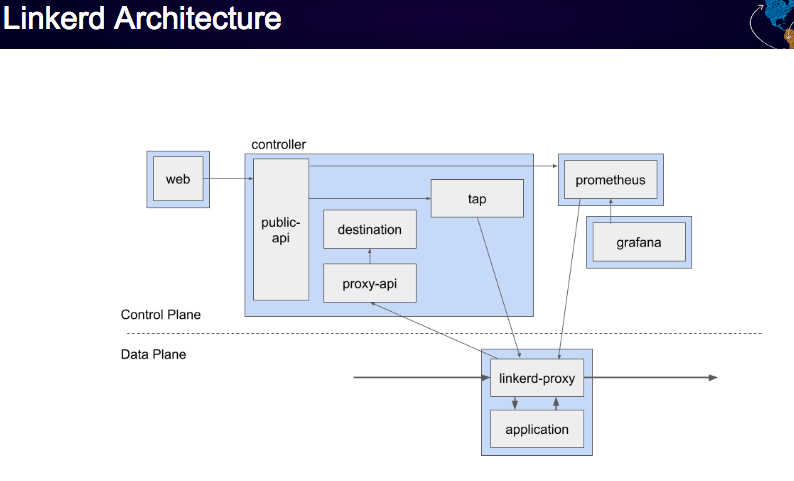 Linkerd Architecture
controller
web
public-
api
tap
destination
proxy-api
prometheus
grafana
Control Plane
Data Plane
linkerd-proxy
application